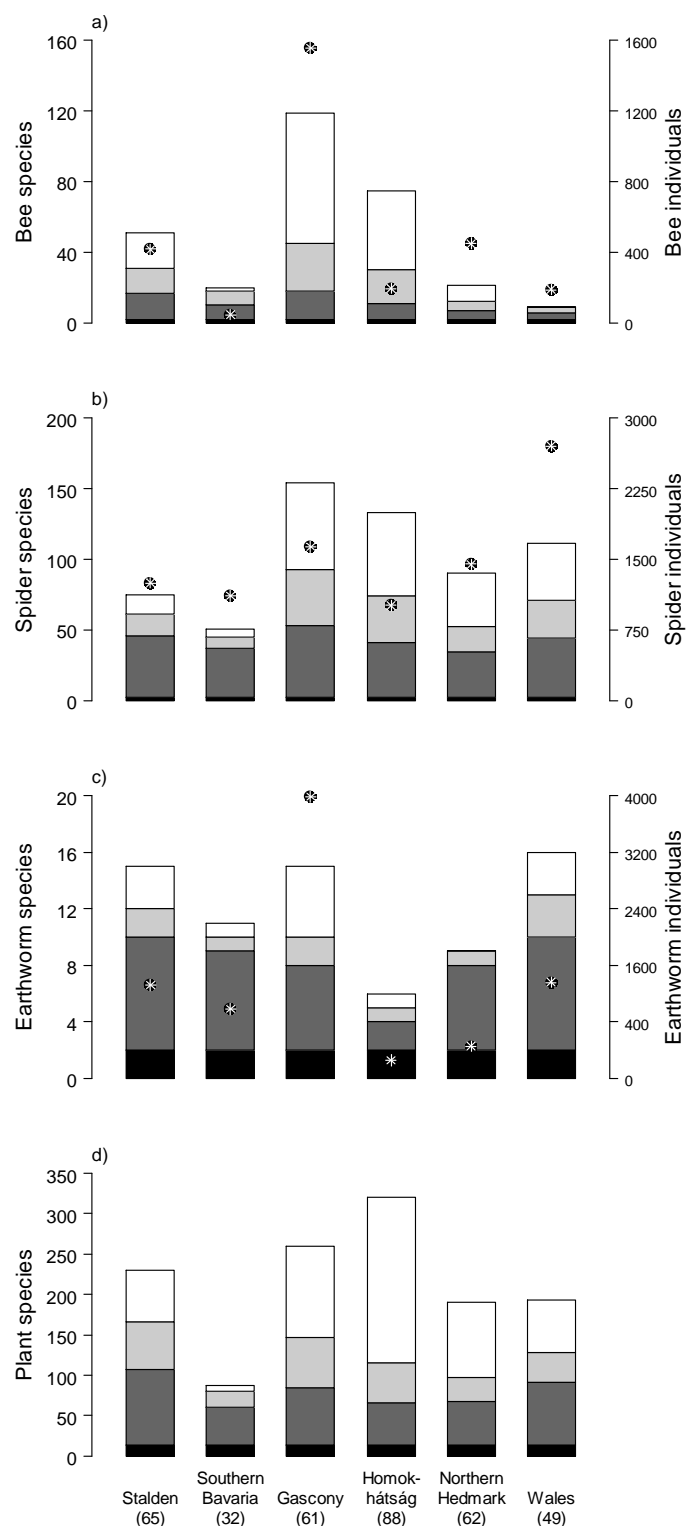 a)
160
120
80
40
0
Bee species
1600
1200
800
400
0
Bee individuals
b)
200
150
100
50
0
Spider species
3000
2250
1500
750
0
Spider individuals
c)
20
16
12
8
4
0
Earthworm species
4000
3200
2400
1600
400
0
Earthworm individuals
d)
350
300
250
200
150
100
50
0
Plant species
Stalden
(65)
Southern
Bavaria
(32)
Gascony
(61)
Homok-
hátság
(88)
Northern
Hedmark
(62)
Wales
(49)